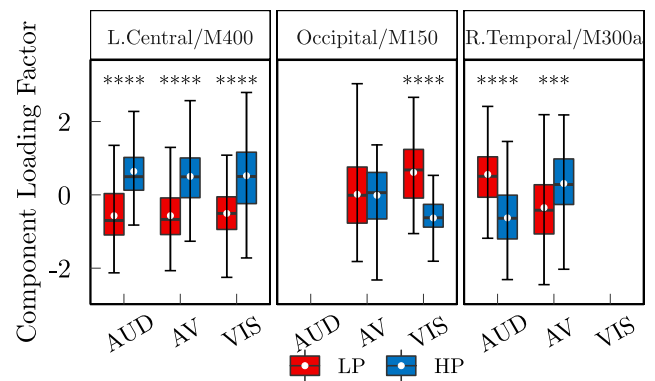 L.Central/M400 Occipital/M150 R.Temporal/M300a
Component Loading Factor
**** **** **** **** **** ***
2
0
-2
AUD AV VIS AUD AV VIS AUD AV VIS
LP HP